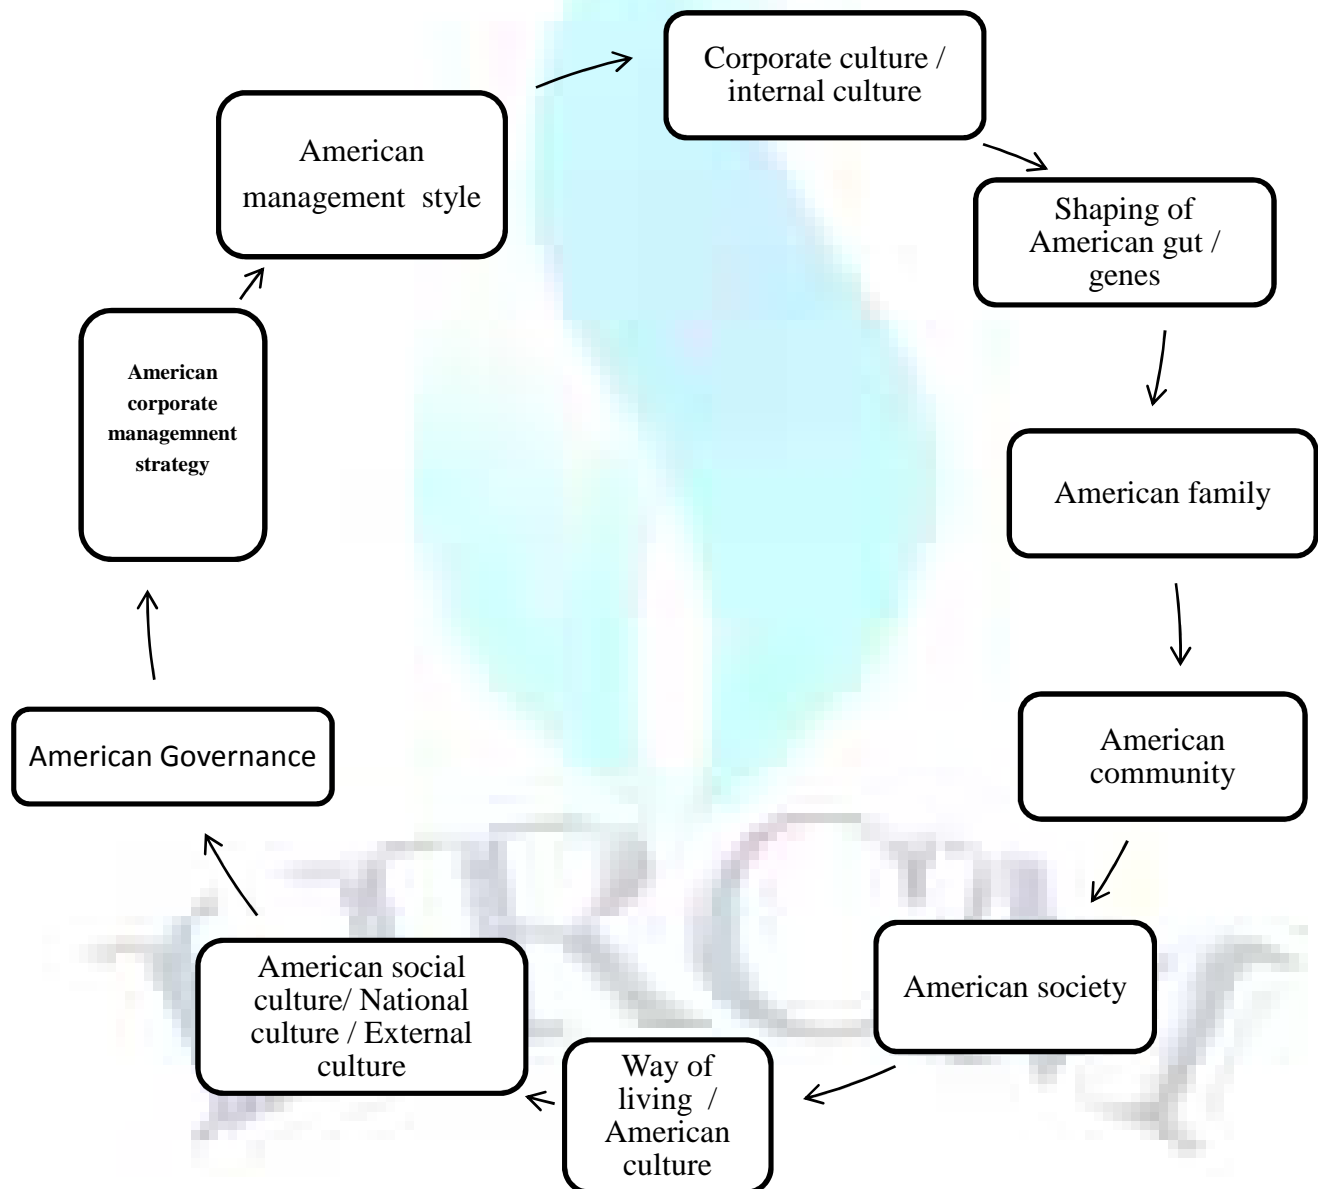 Corporate culture /
internal culture
Shaping of
American gut /
genes
American family
American
community
American society
Way of
living /
American
culture
American social
culture/ National
culture / External
culture
American Governance
American
corporate
managemnent
strategy
American
management style